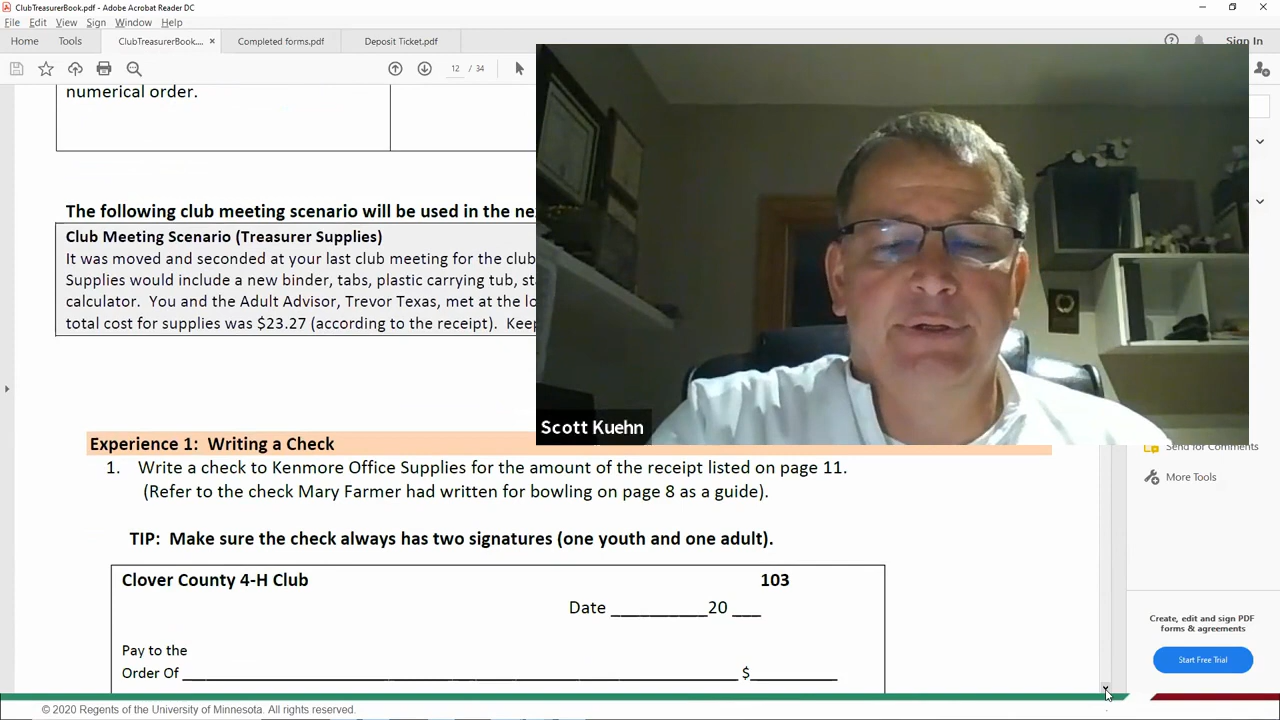 ClubTreasurerBook.pdf - Adobe Acrobat Reader DC
File Edit View Sign Window Help
Home Tools ClubTreasurerBook.... × Completed forms.pdf Deposit Ticket.pdf Sign In
12 / 34
numerical order.
The following club meeting scenario will be used in the ne
Club Meeting Scenario (Treasurer Supplies)
It was moved and seconded at your last club meeting for the club
Supplies would include a new binder, tabs, plastic carrying tub, st
calculator. You and the Adult Advisor, Trevor Texas, met at the lo
total cost for supplies was $23.27 (according to the receipt). Keep
Scott Kuehn
Experience 1: Writing a Check
1. Write a check to Kenmore Office Supplies for the amount of the receipt listed on page 11.
(Refer to the check Mary Farmer had written for bowling on page 8 as a guide).
Send for Comments
More Tools
TIP: Make sure the check always has two signatures (one youth and one adult).
Clover County 4-H Club 103
Date __________20 ___
Pay to the
Order Of ______________________________ $_________
Create, edit and sign PDF
forms & agreements
Start Free Trial
© 2020 Regents of the University of Minnesota. All rights reserved.